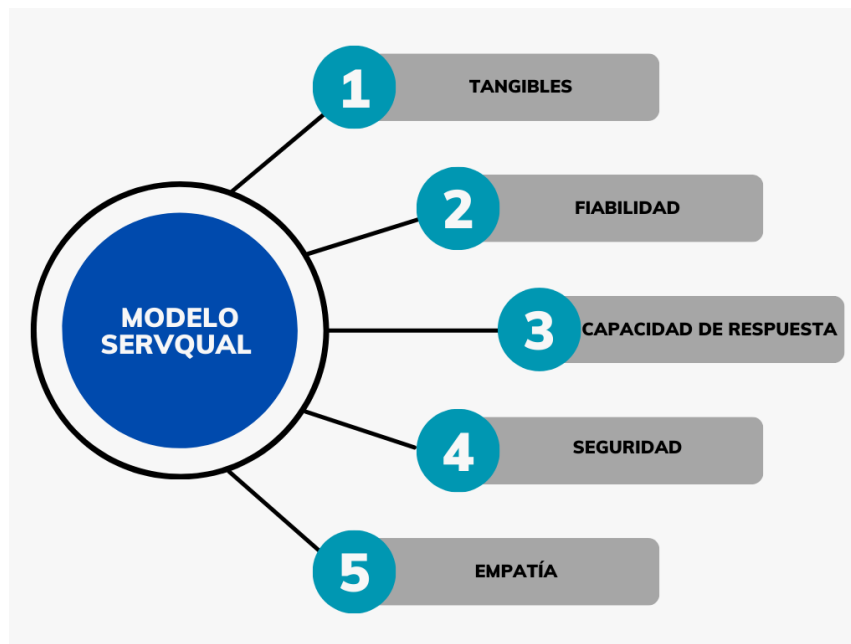 1
TANGIBLES
2
FIABILIDAD
MODELO
SERVQUAL
3
CAPACIDAD DE RESPUESTA
4
SEGURIDAD
5
EMPATÍA